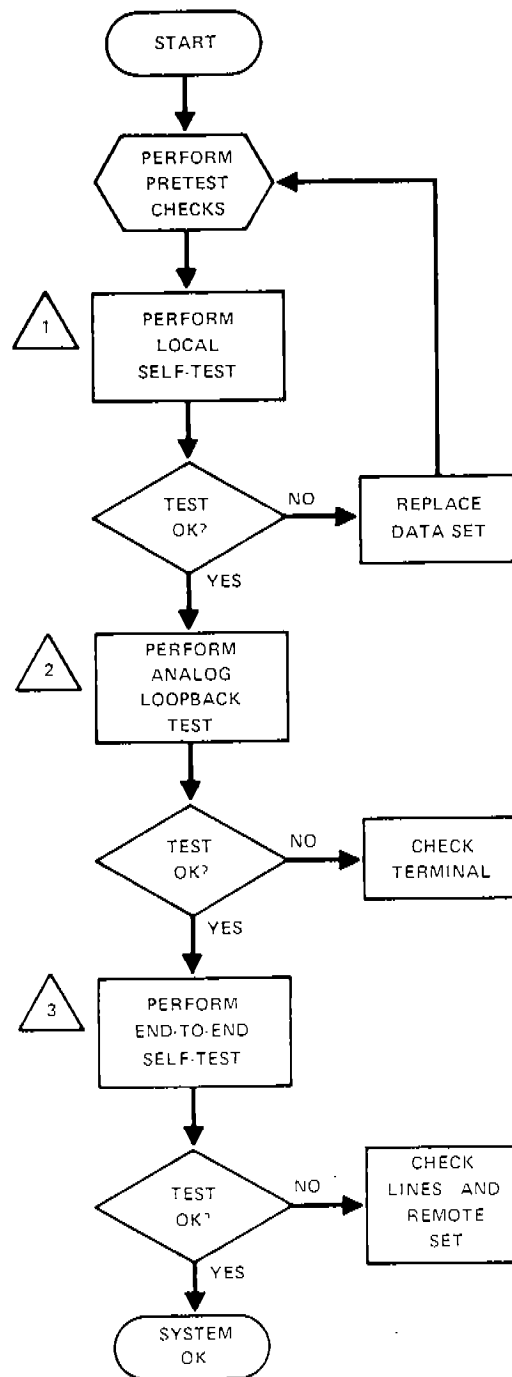 START
PERFORM
PRETEST
CHECKS
1
PERFORM
LOCAL
SELF-TEST
TEST
OK?
NO
REPLACE
DATA SET
YES
2
PERFORM
ANALOG
LOOPBACK
TEST
TEST
OK?
NO
CHECK
TERMINAL
YES
3
PERFORM
END-TO-END
SELF-TEST
TEST
OK?
NO
CHECK
LINES AND
REMOTE
SET
YES
SYSTEM
OK